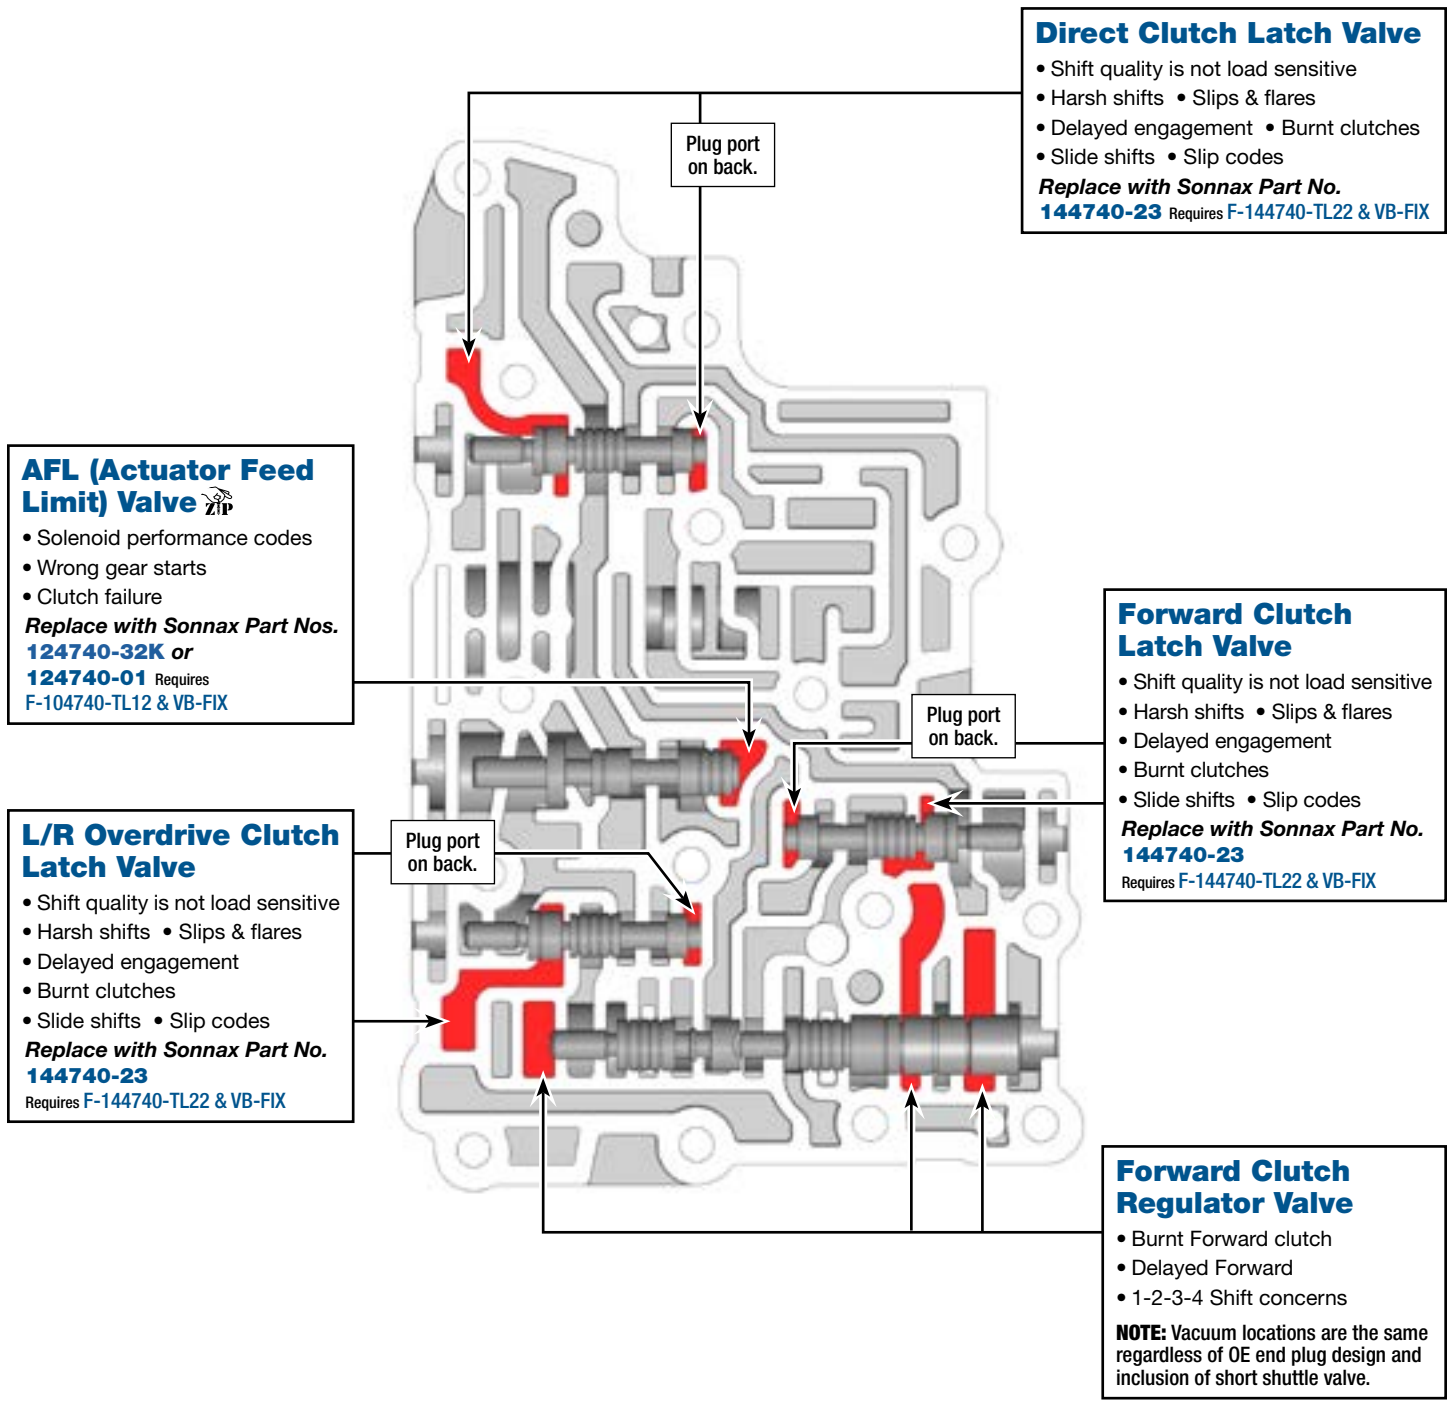 Direct Clutch Latch Valve
• Shift quality is not load sensitive
• Harsh shifts • Slips & flares
• Delayed engagement • Burnt clutches
• Slide shifts • Slip codes
Replace with Sonnax Part No.
144740-23 Requires F-144740-TL22 & VB-FIX
Plug port
on back.
AFL (Actuator Feed
Limit) Valve ZIP
• Solenoid performance codes
• Wrong gear starts
• Clutch failure
Replace with Sonnax Part Nos.
124740-32K or
124740-01 Requires
F-104740-TL12 & VB-FIX
Forward Clutch
Latch Valve
• Shift quality is not load sensitive
• Harsh shifts • Slips & flares
• Delayed engagement
• Burnt clutches
• Slide shifts • Slip codes
Replace with Sonnax Part No.
144740-23
Requires F-144740-TL22 & VB-FIX
Plug port
on back.
L/R Overdrive Clutch
Latch Valve
• Shift quality is not load sensitive
• Harsh shifts • Slips & flares
• Delayed engagement
• Burnt clutches
• Slide shifts • Slip codes
Replace with Sonnax Part No.
144740-23
Requires F-144740-TL22 & VB-FIX
Plug port
on back.
Forward Clutch
Regulator Valve
• Burnt Forward clutch
• Delayed Forward
• 1-2-3-4 Shift concerns
NOTE: Vacuum locations are the same
regardless of OE end plug design and
inclusion of short shuttle valve.